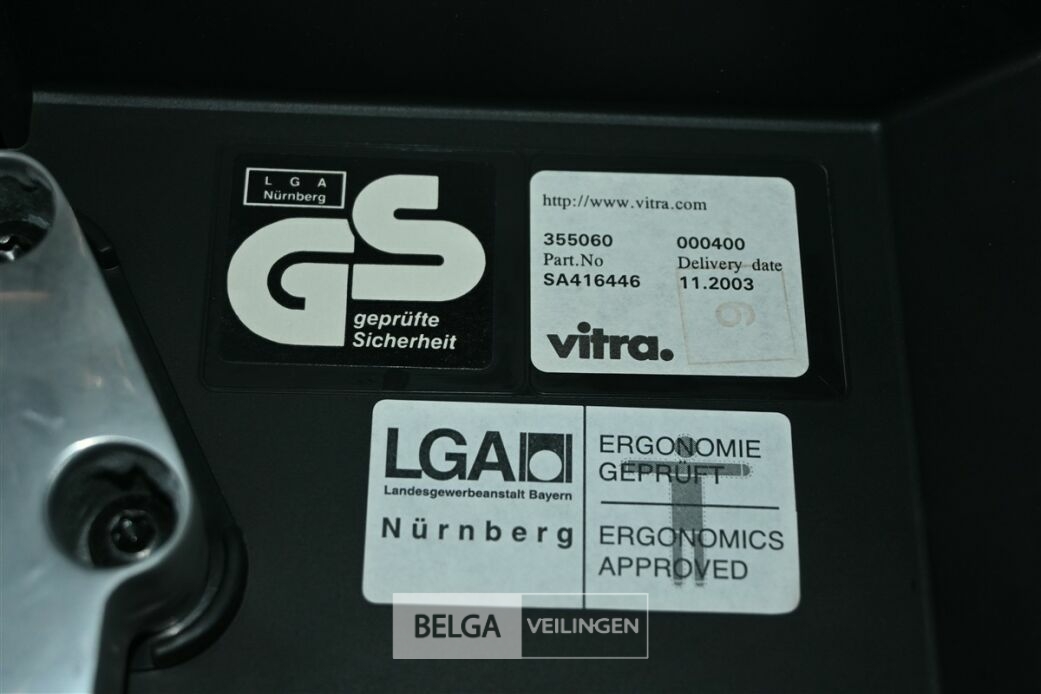 L G A
Nürnberg
GS
geprüfte
Sicherheit
http://www.vitra.com
355060 000400
Part.No Delivery date
SA416446 11.2003
6
vitra.
LGA
Landesgewerbeanstalt Bayern
Nürnberg
ERGONOMIE
GEPRÜFT
ERGONOMICS
APPROVED
BELGA VEILINGEN